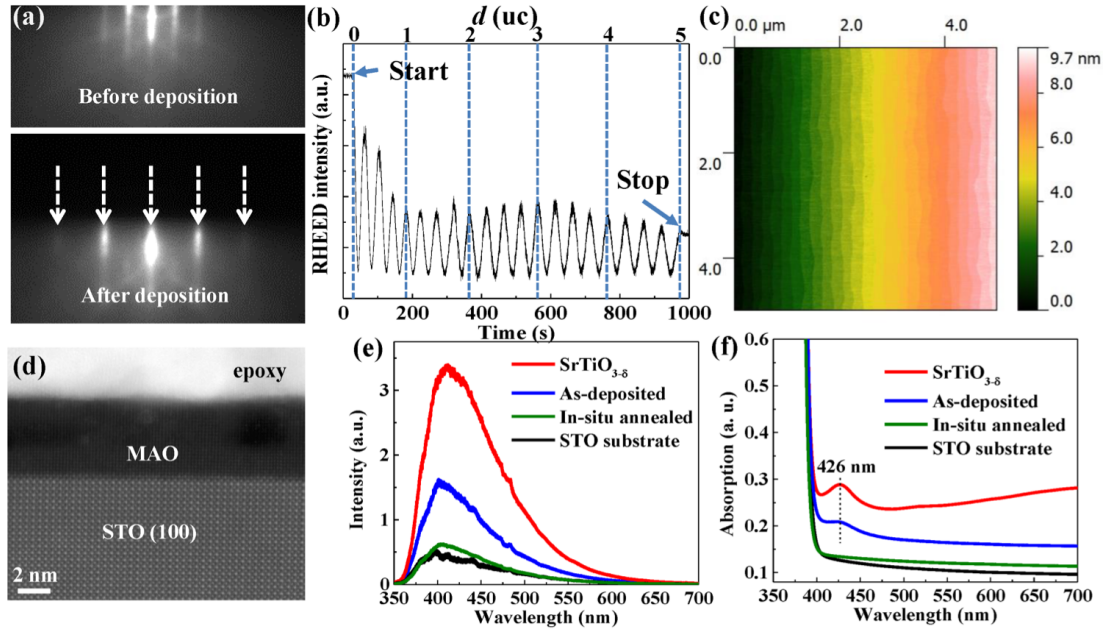 (a)
Before deposition
After deposition
(b)
d (uc)
0 1 2 3 4 5
Start
Stop
RHEED intensity (a.u.)
0 200 400 600 800 1000
Time (s)
(c)
0.0 µm 2.0 4.0
0.0
2.0
4.0
9.7 nm
8.0
6.0
4.0
2.0
0.0
(d)
epoxy
MAO
STO (100)
2 nm
(e)
SrTiO3-δ
As-deposited
In-situ annealed
STO substrate
Intensity (a.u.)
3
2
1
0
350 400 450 500 550 600 650 700
Wavelength (nm)
(f)
SrTiO3-δ
As-deposited
In-situ annealed
STO substrate
426 nm
Absorption (a. u.)
0.6
0.5
0.4
0.3
0.2
0.1
350 400 450 500 550 600 650 700
Wavelength (nm)